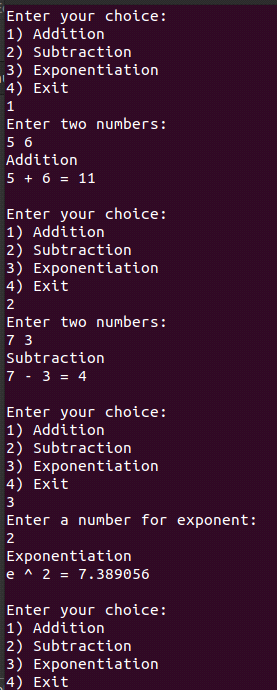 Enter your choice:
1) Addition
2) Subtraction
3) Exponentiation
4) Exit
1
Enter two numbers:
5 6
Addition
5 + 6 = 11

Enter your choice:
1) Addition
2) Subtraction
3) Exponentiation
4) Exit
2
Enter two numbers:
7 3
Subtraction
7 - 3 = 4

Enter your choice:
1) Addition
2) Subtraction
3) Exponentiation
4) Exit
3
Enter a number for exponent:
2
Exponentiation
e ^ 2 = 7.389056

Enter your choice:
1) Addition
2) Subtraction
3) Exponentiation
4) Exit